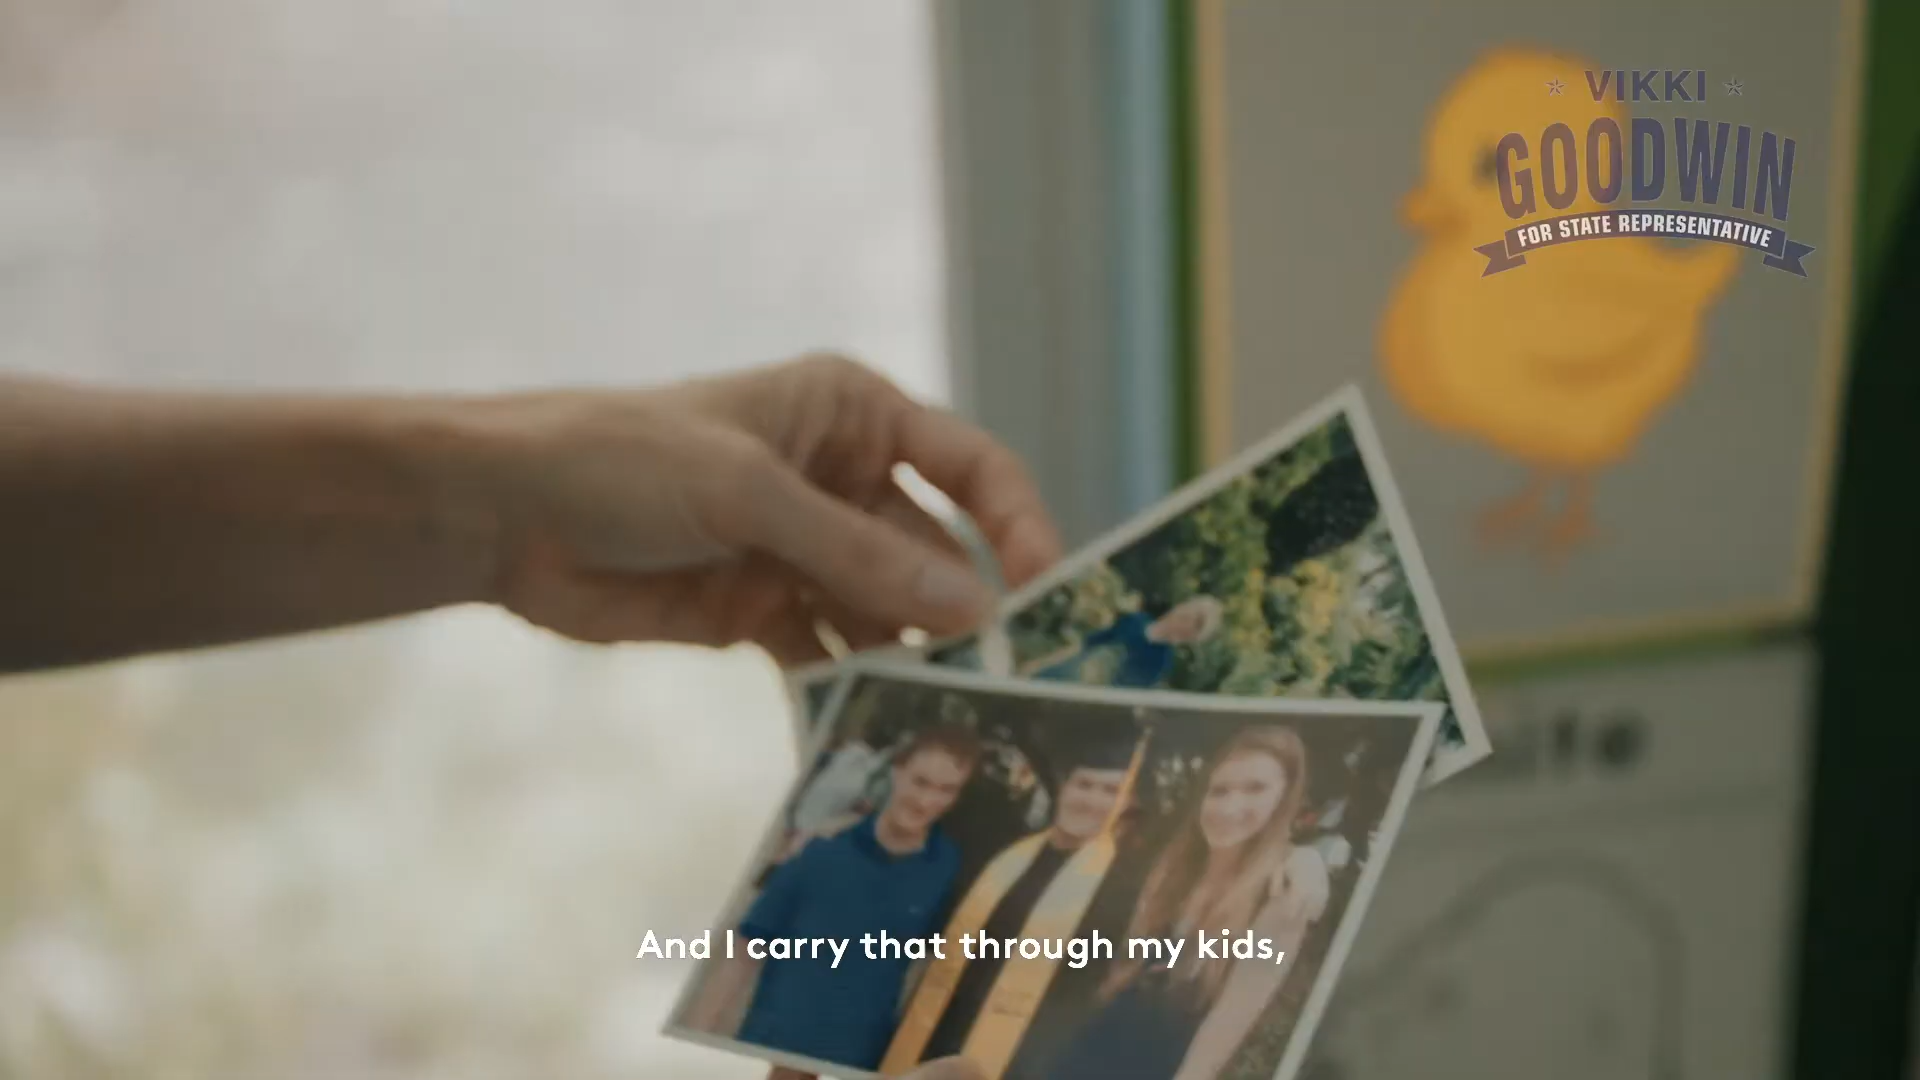 VIKKI
GOODWIN
FOR STATE REPRESENTATIVE
And I carry that through my kids,